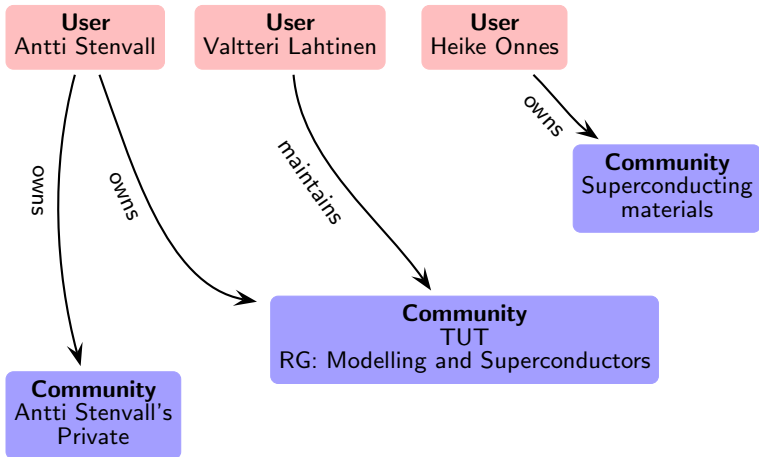 User
Antti Stenvall
User
Valtteri Lahtinen
User
Heike Onnes
owns
owns
maintains
owns
Community
Superconducting
materials
Community
TUT
RG: Modelling and Superconductors
Community
Antti Stenvall's
Private